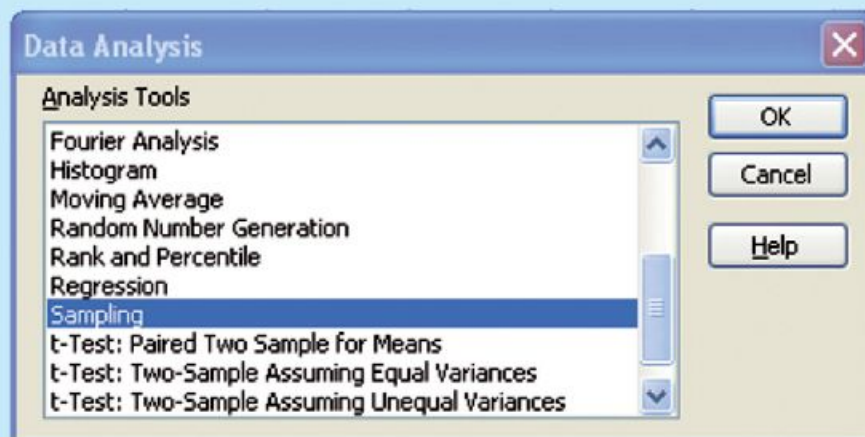 Data Analysis
Analysis Tools
Fourier Analysis
Histogram
Moving Average
Random Number Generation
Rank and Percentile
Regression
Sampling
t-Test: Paired Two Sample for Means
t-Test: Two-Sample Assuming Equal Variances
t-Test: Two-Sample Assuming Unequal Variances
OK
Cancel
Help